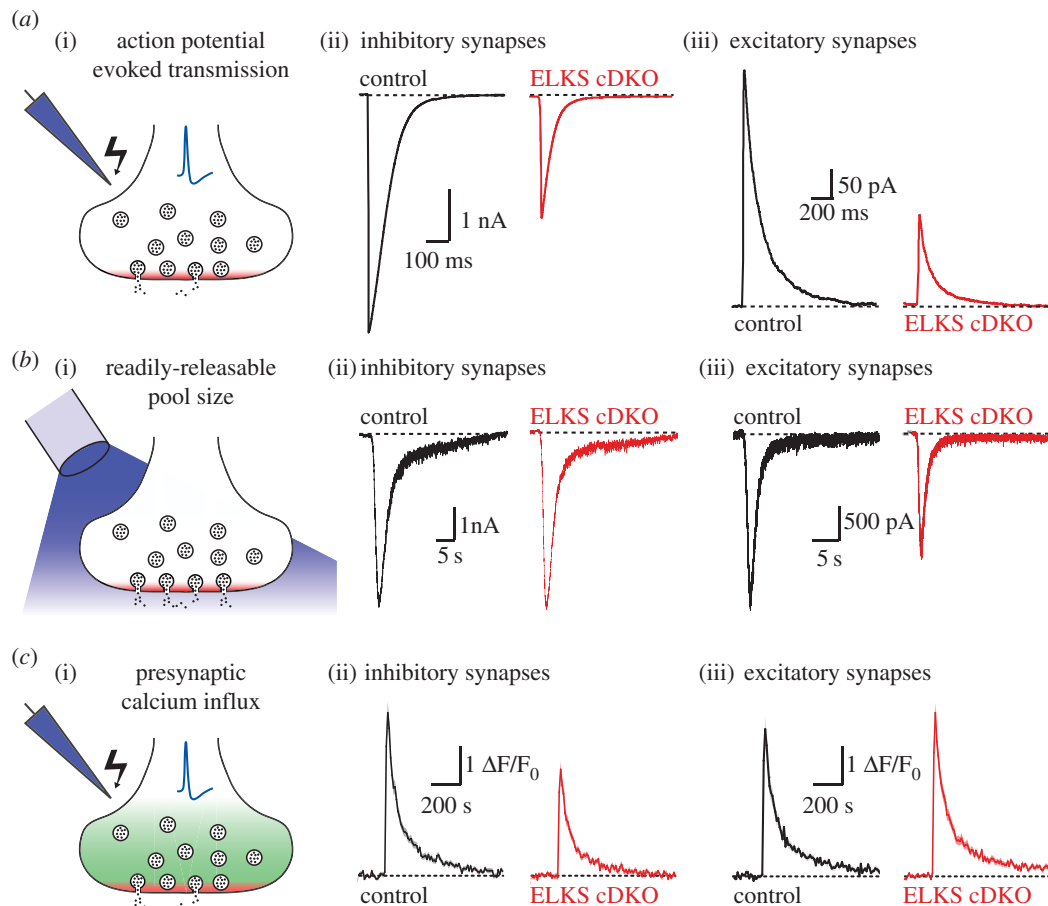 (a)
(i) action potential
evoked transmission
(ii) inhibitory synapses
control
ELKS cDKO
1 nA
100 ms
(iii) excitatory synapses
50 pA
200 ms
control
ELKS cDKO
(b)
(i) readily-releasable
pool size
(ii) inhibitory synapses
control
ELKS cDKO
1nA
5 s
(iii) excitatory synapses
control
ELKS cDKO
500 pA
5 s
(c)
(i) presynaptic
calcium influx
(ii) inhibitory synapses
1 ΔF/F₀
200 s
control
ELKS cDKO
(iii) excitatory synapses
1 ΔF/F₀
200 s
control
ELKS cDKO